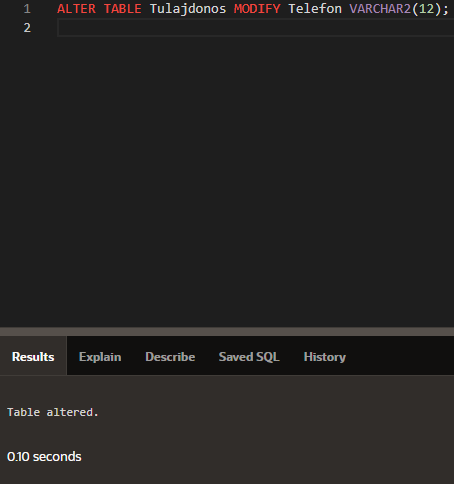 1 ALTER TABLE Tulajdonos MODIFY Telefon VARCHAR2(12);
2
Results Explain Describe Saved SQL History
Table altered.
0.10 seconds